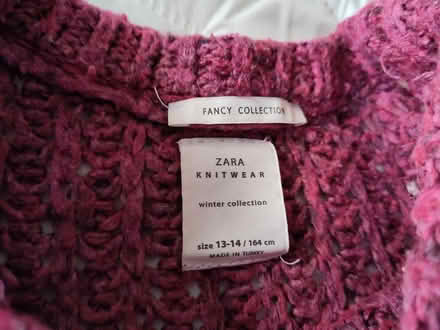 FANCY COLLECTION
ZARA
KNITWEAR
winter collection
size 13-14 / 164 cm
MADE IN TURKEY